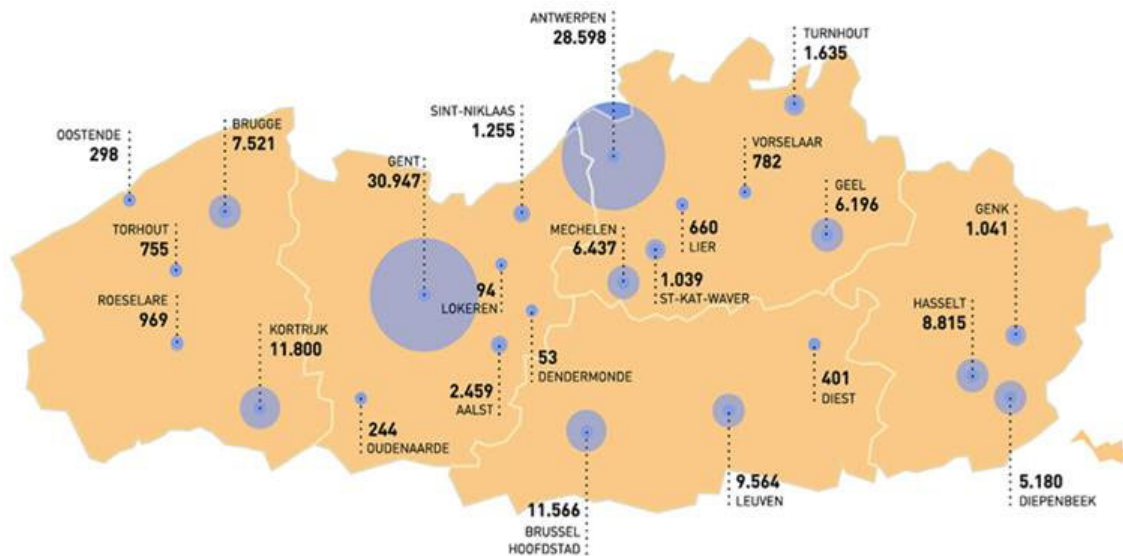 ANTWERPEN
28.598
TURNHOUT
1.635
SINT-NIKLAAS
1.255
BRUGGE
7.521
OOSTENDE
298
GENT
30.947
VORSELAAR
782
GEEL
6.196
GENK
1.041
TORHOUT
755
MECHELEN
6.437
660
LIER
1.039
ST-KAT-WAVER
94
LOKEREN
ROESELARE
969
HASSELT
8.815
KORTRIJK
11.800
53
DENDERMONDE
401
DIEST
2.459
AALST
244
OUDENAARDE
9.564
LEUVEN
5.180
DIEPENBEEK
11.566
BRUSSEL
HOOFDSTAD